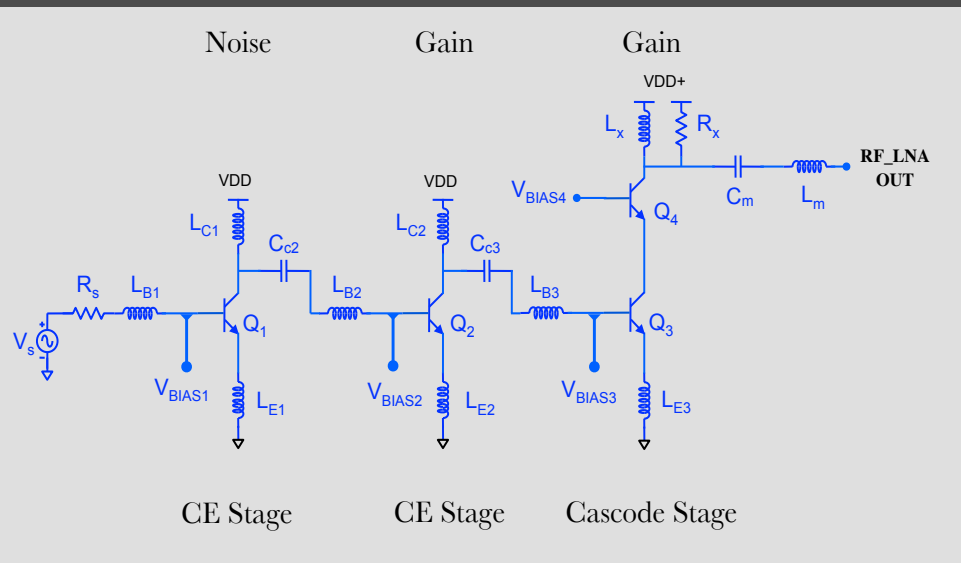 Noise
Gain
Gain
VDD+
Lx
Rx
RF_LNA
OUT
VDD
VDD
VBIAS4
Q4
Cm
Lm
LC1
Cc2
LC2
Cc3
Rs
LB1
LB2
LB3
Vs
+
-
Q1
Q2
Q3
VBIAS1
LE1
VBIAS2
LE2
VBIAS3
LE3
CE Stage
CE Stage
Cascode Stage